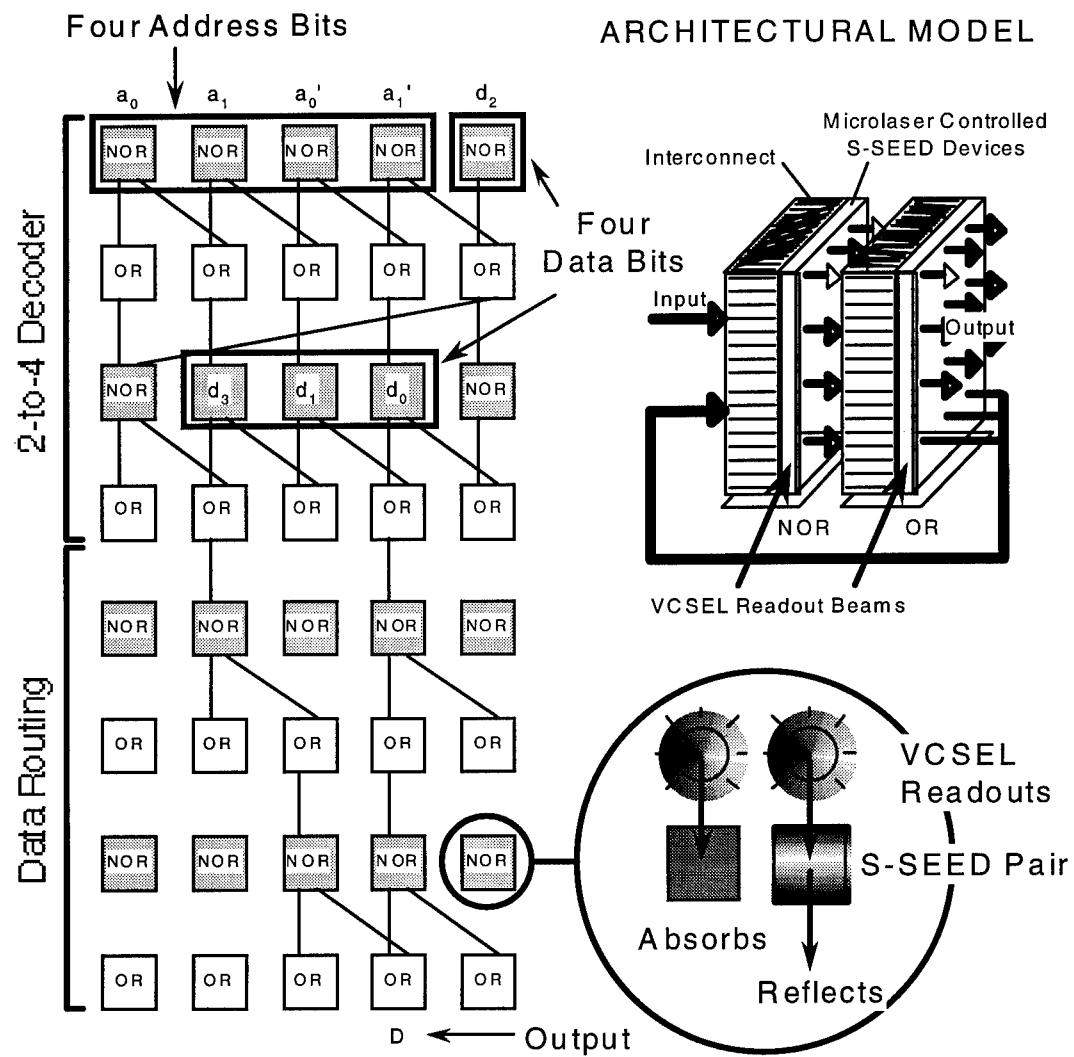 Four Address Bits
ARCHITECTURAL MODEL
a0 a1 a0' a1' d2
NOR NOR NOR NOR NOR
Microlaser Controlled
S-SEED Devices
Interconnect
Four
Data Bits
OR OR OR OR OR
Input
Output
2-to-4 Decoder
NOR d3 d1 d0 NOR
OR OR OR OR OR
NOR OR
VCSEL Readout Beams
NOR NOR NOR NOR NOR
Data Routing
OR OR OR OR OR
VCSEL
Readouts
NOR NOR NOR NOR NOR
S-SEED Pair
Absorbs
Reflects
OR OR OR OR OR
D Output